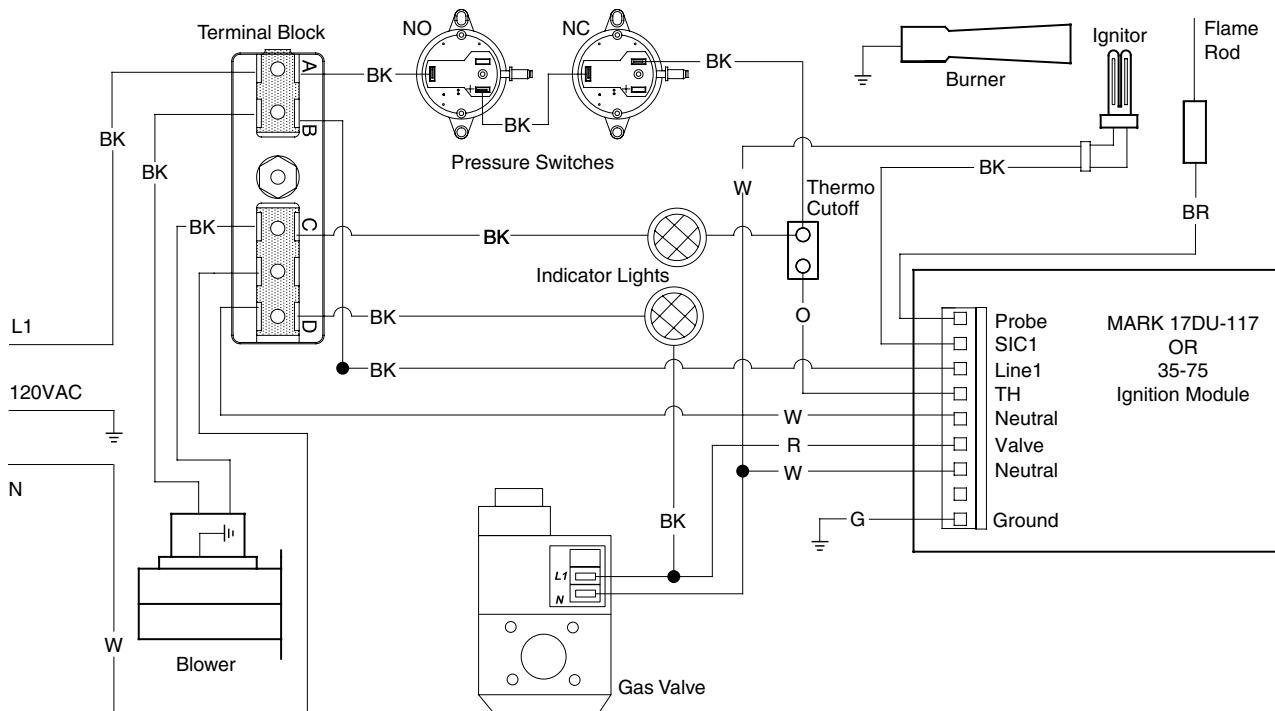 Terminal Block
NO
NC
Ignitor
Flame
Rod
A
BK
BK
Burner
BK
B
BK
BK
Pressure Switches
BK
W
Thermo
Cutoff
BK
C
BK
BR
Indicator Lights
L1
D
BK
O
Probe
SIC1
Line1
TH
Neutral
Valve
Neutral
Ground
MARK 17DU-117
OR
35-75
Ignition Module
BK
120VAC
W
R
W
N
BK
G
L1
N
W
Blower
Gas Valve